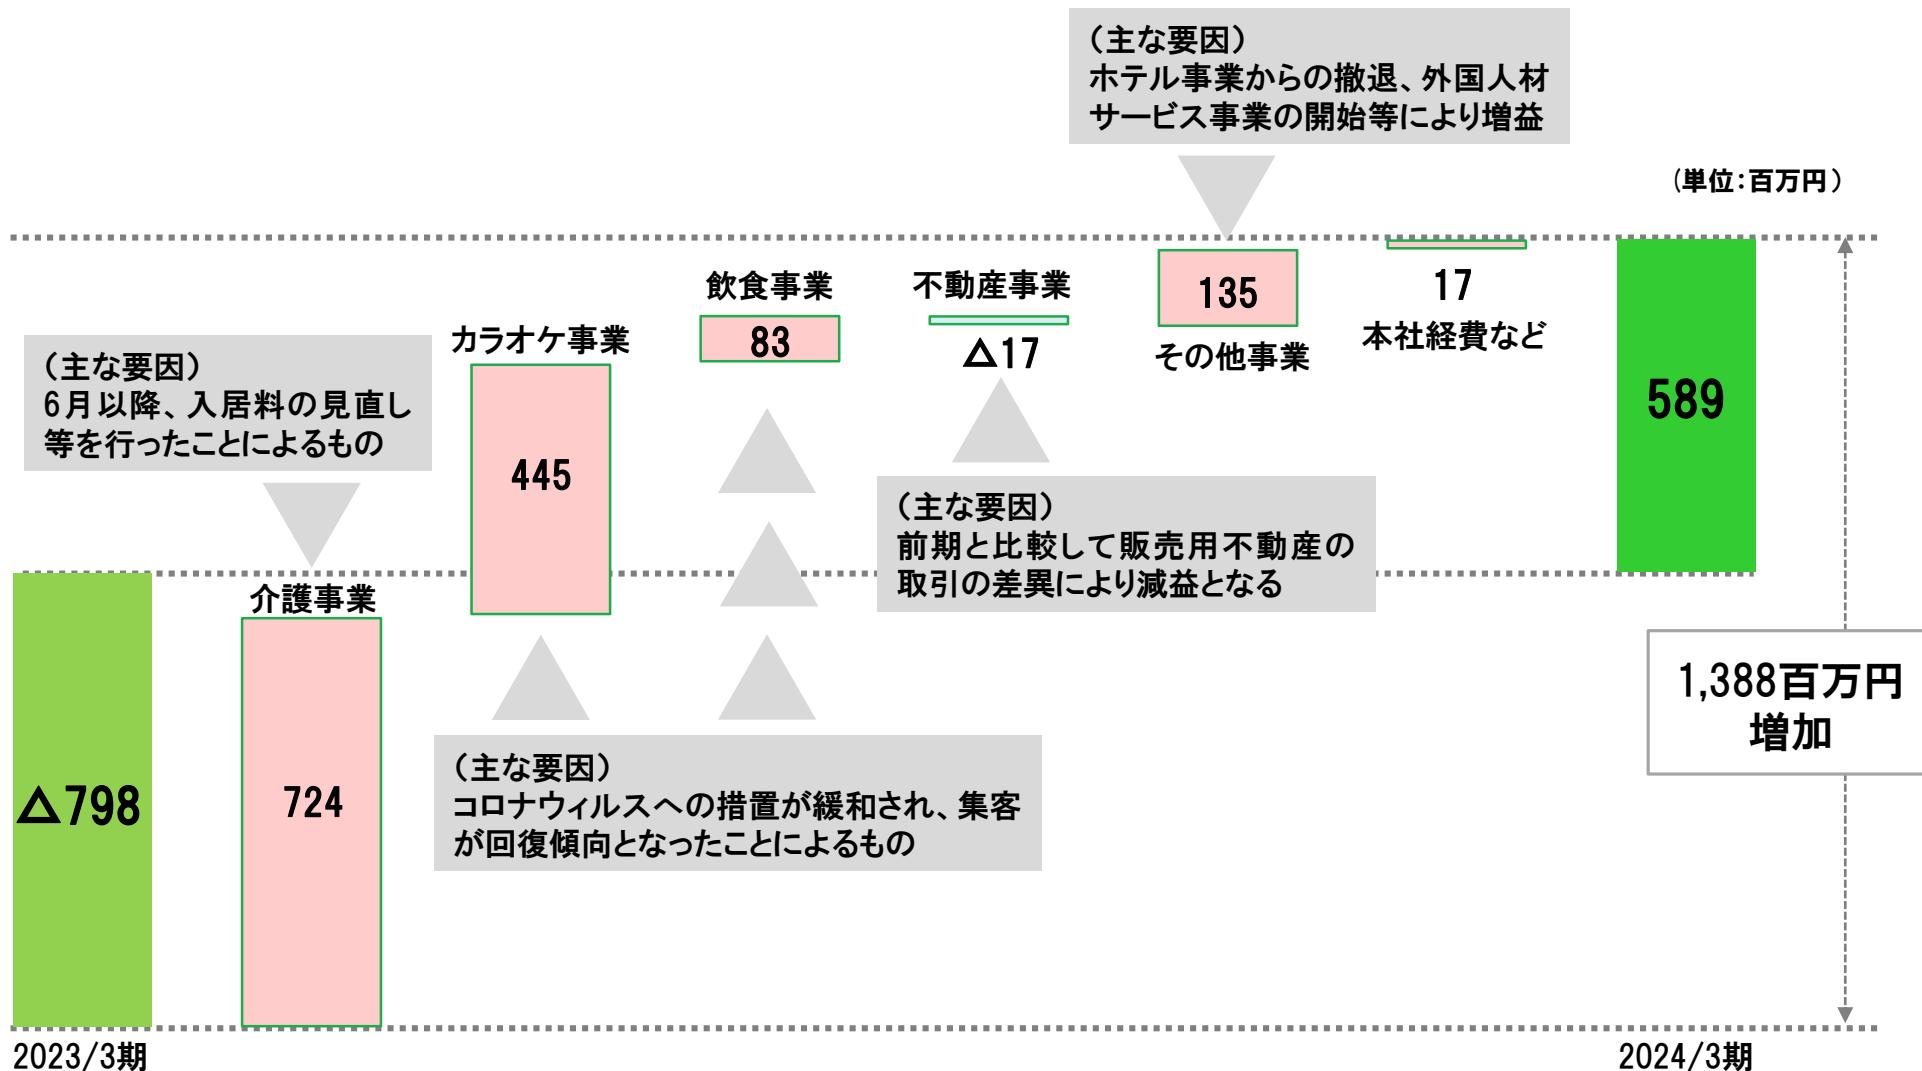 （主な要因）
ホテル事業からの撤退、外国人材
サービス事業の開始等により増益
（単位：百万円）
飲食事業
83
不動産事業
△17
135
その他事業
17
本社経費など
カラオケ事業
445
（主な要因）
6月以降、入居料の見直し
等を行ったことによるもの
589
（主な要因）
前期と比較して販売用不動産の
取引の差異により減益となる
介護事業
724
△798
（主な要因）
コロナウィルスへの措置が緩和され、集客
が回復傾向となったことによるもの
1,388百万円
増加
2023/3期
2024/3期